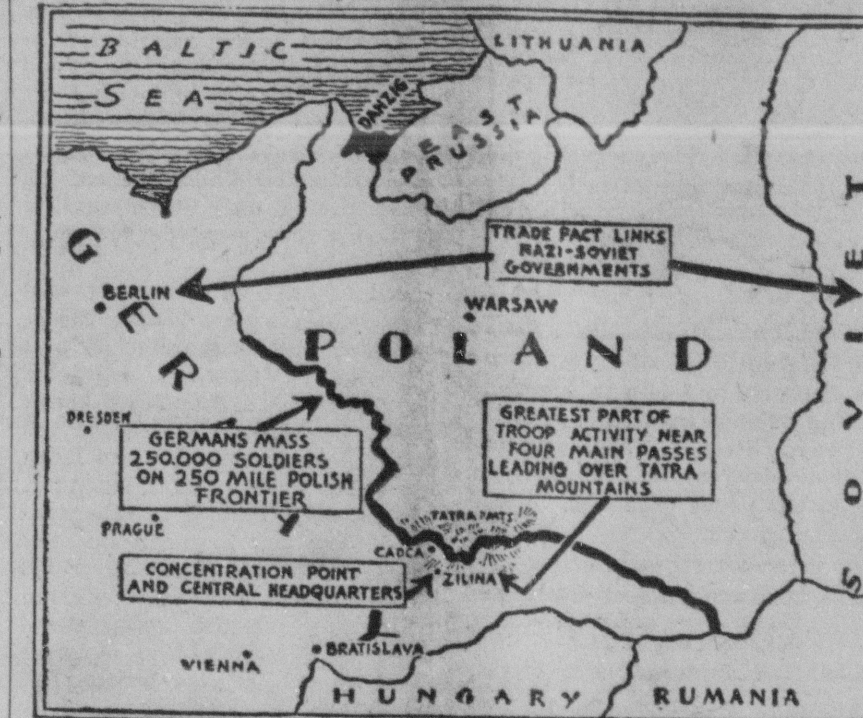 BALTIC
SEA
LITHUANIA
DANZIG
EAST
PRUSSIA
TRADE PACT LINKS
NAZI-SOVIET
GOVERNMENTS
GER
BERLIN
WARSAW
POLAND
SOVIET
DRESDEN
GERMANS MASS
250,000 SOLDIERS
ON 250 MILE POLISH
FRONTIER
GREATEST PART OF
TROOP ACTIVITY NEAR
FOUR MAIN PASSES
LEADING OVER TATRA
MOUNTAINS
PRAGUE
Y
TATRA MTS
CADCA
ZILINA
CONCENTRATION POINT
AND CENTRAL HEADQUARTERS
VIENNA
BRATISLAVA
HUNGARY
RUMANIA